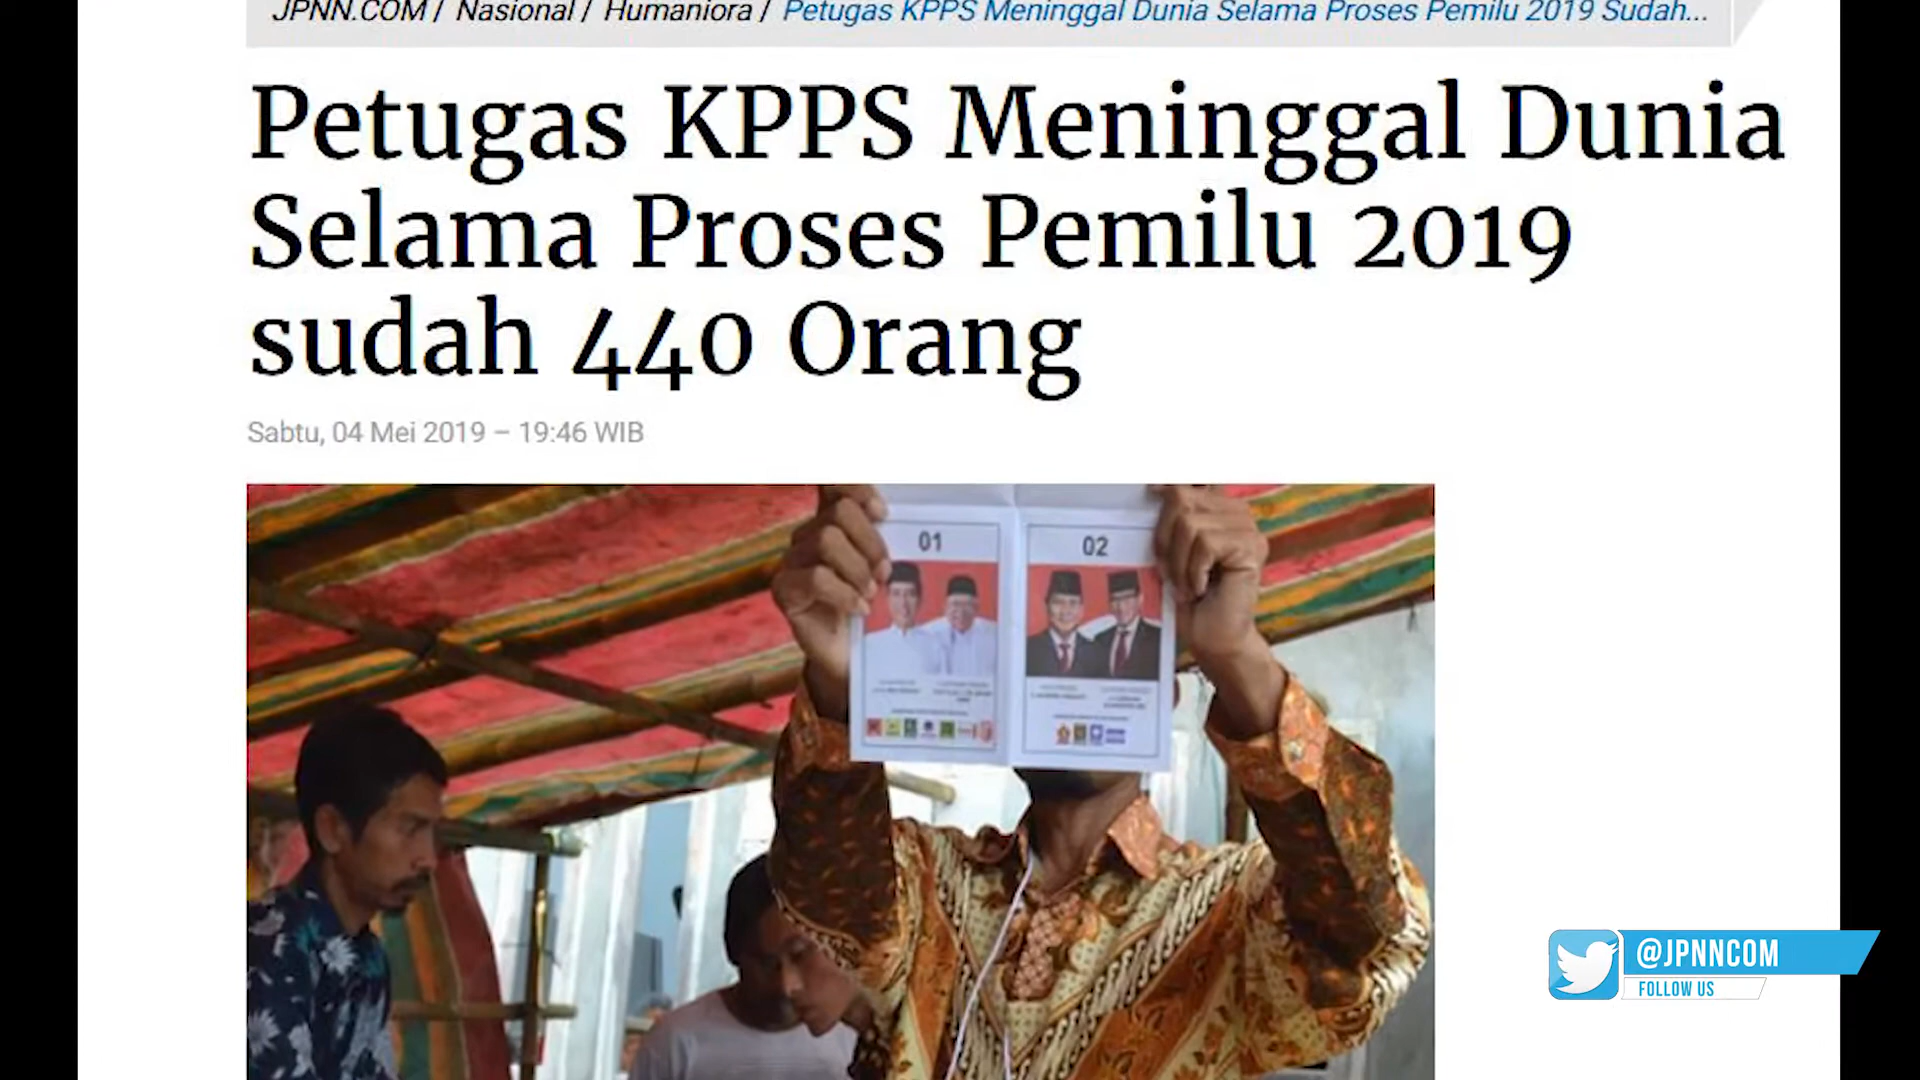 JPNN.COM / Nasional / Humaniora / Petugas KPPS Meninggal Dunia Selama Proses Pemilu 2019 Sudah...
Petugas KPPS Meninggal Dunia
Selama Proses Pemilu 2019
sudah 440 Orang
Sabtu, 04 Mei 2019 – 19:46 WIB
01
02
@JPNNCOM
FOLLOW US